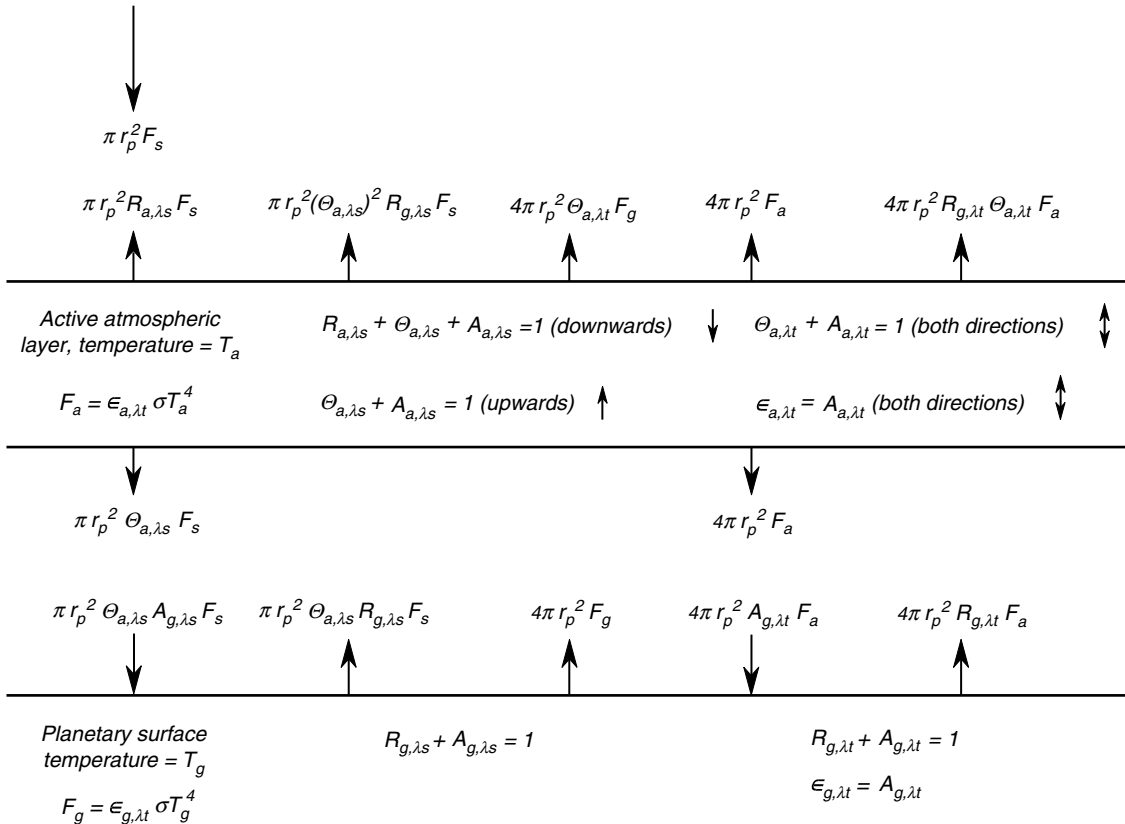 π r_p^2 F_s
π r_p^2 R_{a,λs} F_s    π r_p^2 (Θ_{a,λs})^2 R_{g,λs} F_s    4π r_p^2 Θ_{a,λt} F_g    4π r_p^2 F_a    4π r_p^2 R_{g,λt} Θ_{a,λt} F_a
Active atmospheric
layer, temperature = T_a
R_{a,λs} + Θ_{a,λs} + A_{a,λs} =1 (downwards)    Θ_{a,λt} + A_{a,λt} = 1 (both directions)
F_a = ϵ_{a,λt} σT_a^4    Θ_{a,λs} + A_{a,λs} = 1 (upwards)    ϵ_{a,λt} = A_{a,λt} (both directions)
π r_p^2 Θ_{a,λs} F_s    4π r_p^2 F_a
π r_p^2 Θ_{a,λs} A_{g,λs} F_s    π r_p^2 Θ_{a,λs} R_{g,λs} F_s    4π r_p^2 F_g    4π r_p^2 A_{g,λt} F_a    4π r_p^2 R_{g,λt} F_a
Planetary surface
temperature = T_g
R_{g,λs} + A_{g,λs} = 1    R_{g,λt} + A_{g,λt} = 1
F_g = ϵ_{g,λt} σT_g^4    ϵ_{g,λt} = A_{g,λt}